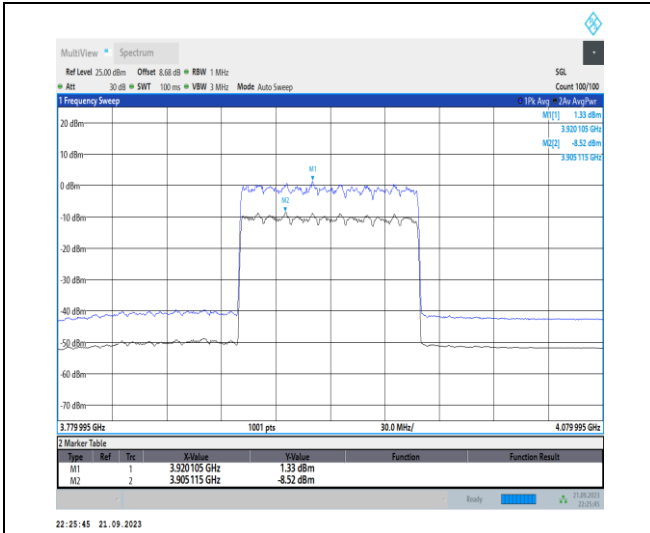 MultiView Spectrum
Ref Level 25.00 dBm Offset 8.68 dB RBW 1 MHz SGL
Att 30 dB SWT 100 ms VBW 3 MHz Mode Auto Sweep Count 100/100
1 Frequency Sweep 1Pk Avg 2Av AvgPwr
M1[1] 1.33 dBm
3.920 105 GHz
M2[2] -8.52 dBm
3.905 115 GHz
20 dBm
10 dBm
M1
0 dBm
M2
-10 dBm
-20 dBm
-30 dBm
-40 dBm
-50 dBm
-60 dBm
-70 dBm
3.779 995 GHz 1001 pts 30.0 MHz/ 4.079 995 GHz
2 Marker Table
Type Ref Trc X-Value Y-Value Function Function Result
M1 1 3.920 105 GHz 1.33 dBm
M2 2 3.905 115 GHz -8.52 dBm
Ready 21.09.2023
22:25:45
22:25:45 21.09.2023